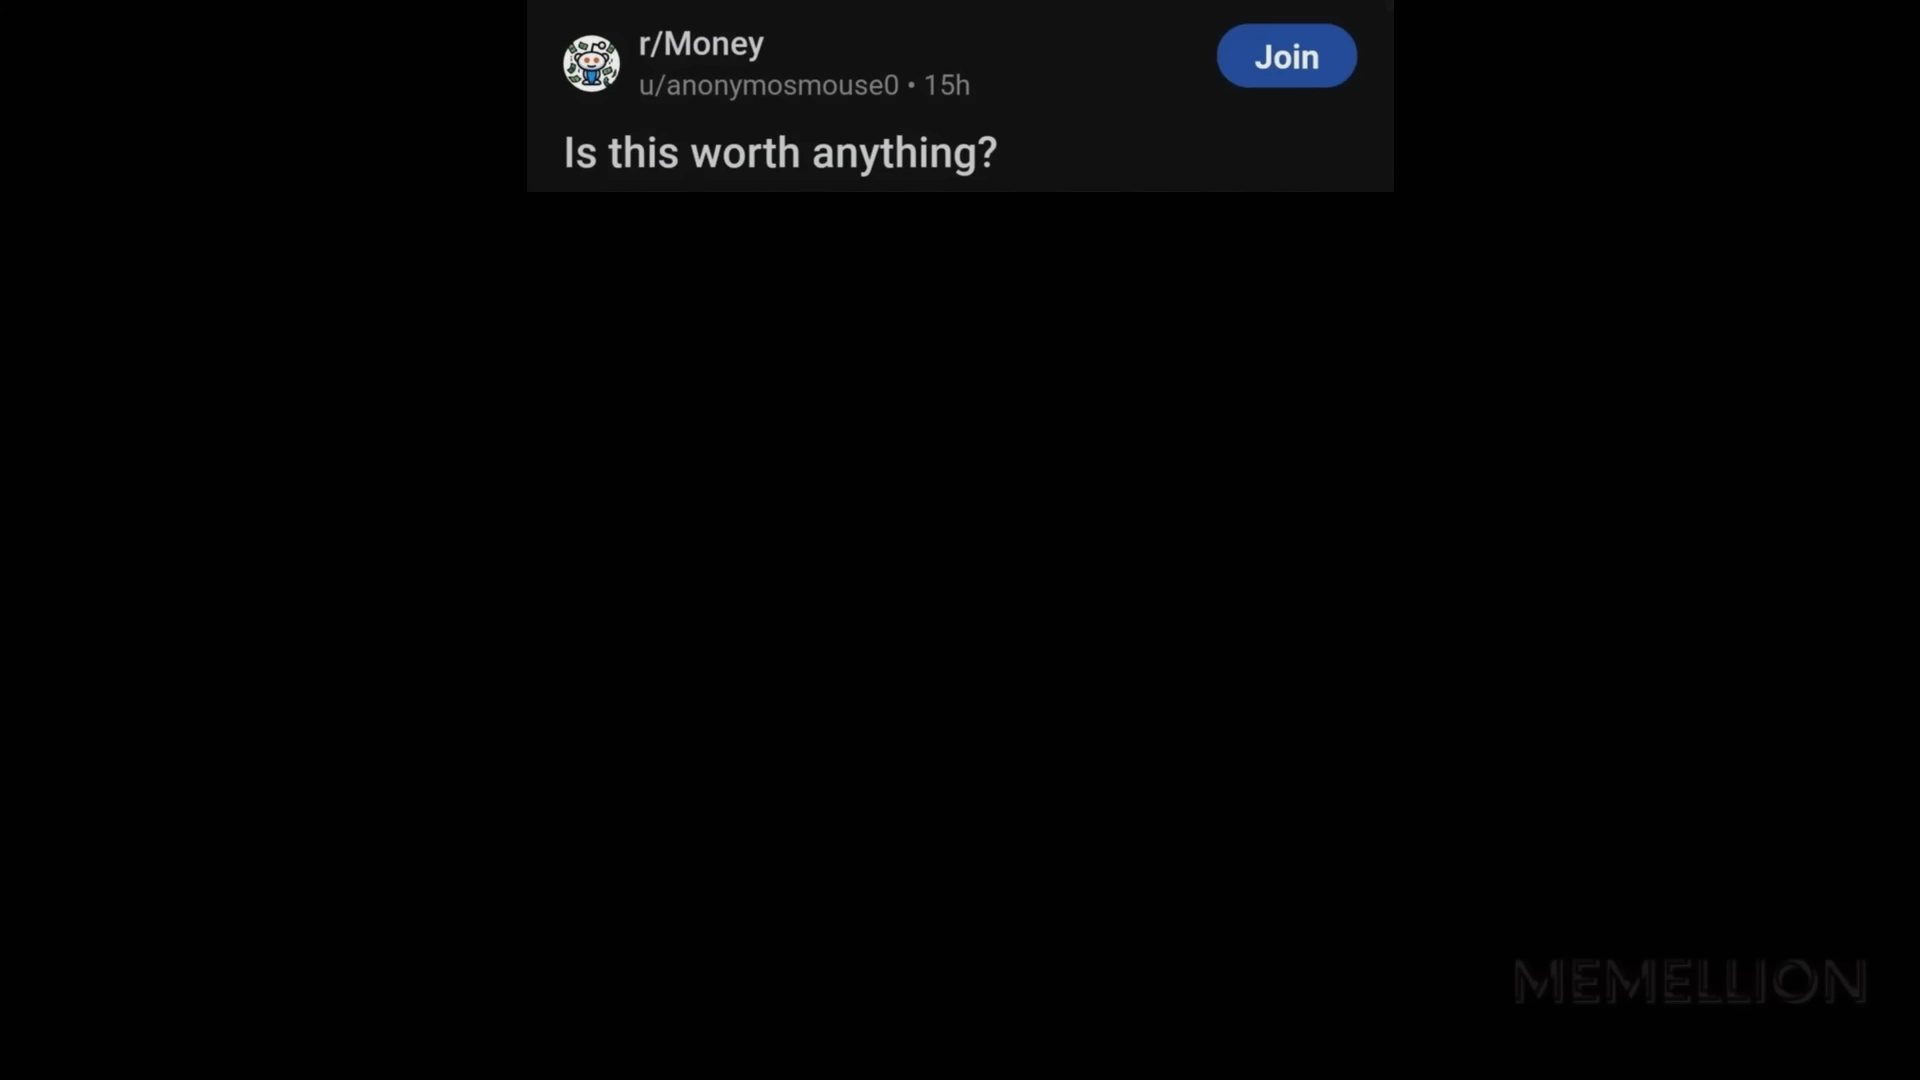 r/Money
u/anonymosmouse0 • 15h
Join
Is this worth anything?
MEMELLION